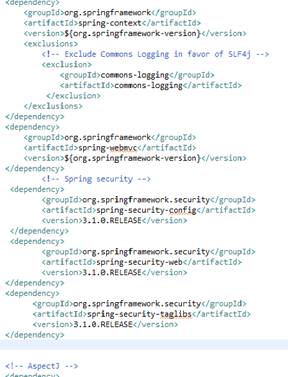 <dependency>
<groupId>org.springframework</groupId>
<artifactId>spring-context</artifactId>
<version>${org.springframework-version}</version>
<exclusions>
<!-- Exclude Commons Logging in favor of SLF4j -->
<exclusion>
<groupId>commons-logging</groupId>
<artifactId>commons-logging</artifactId>
</exclusion>
</exclusions>
</dependency>
<dependency>
<groupId>org.springframework</groupId>
<artifactId>spring-webmvc</artifactId>
<version>${org.springframework-version}</version>
</dependency>
<!-- Spring security -->
<dependency>
<groupId>org.springframework.security</groupId>
<artifactId>spring-security-config</artifactId>
<version>3.1.0.RELEASE</version>
</dependency>
<dependency>
<groupId>org.springframework.security</groupId>
<artifactId>spring-security-web</artifactId>
<version>3.1.0.RELEASE</version>
</dependency>
<dependency>
<groupId>org.springframework.security</groupId>
<artifactId>spring-security-taglibs</artifactId>
<version>3.1.0.RELEASE</version>
</dependency>
<!-- AspectJ -->
<dependency>